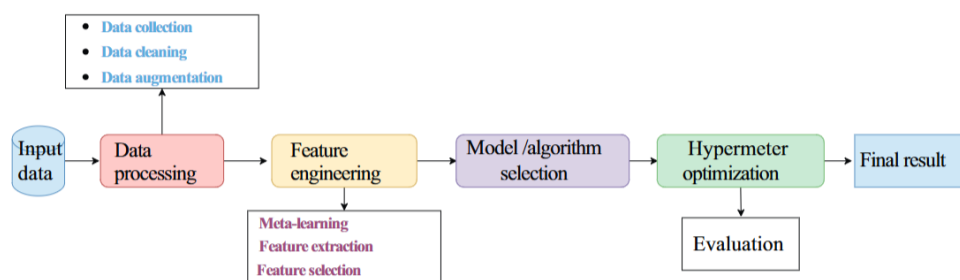 Data collection
Data cleaning
Data augmentation
Input
data
Data
processing
Feature
engineering
Model /algorithm
selection
Hypermeter
optimization
Final result
Meta-learning
Feature extraction
Feature selection
Evaluation